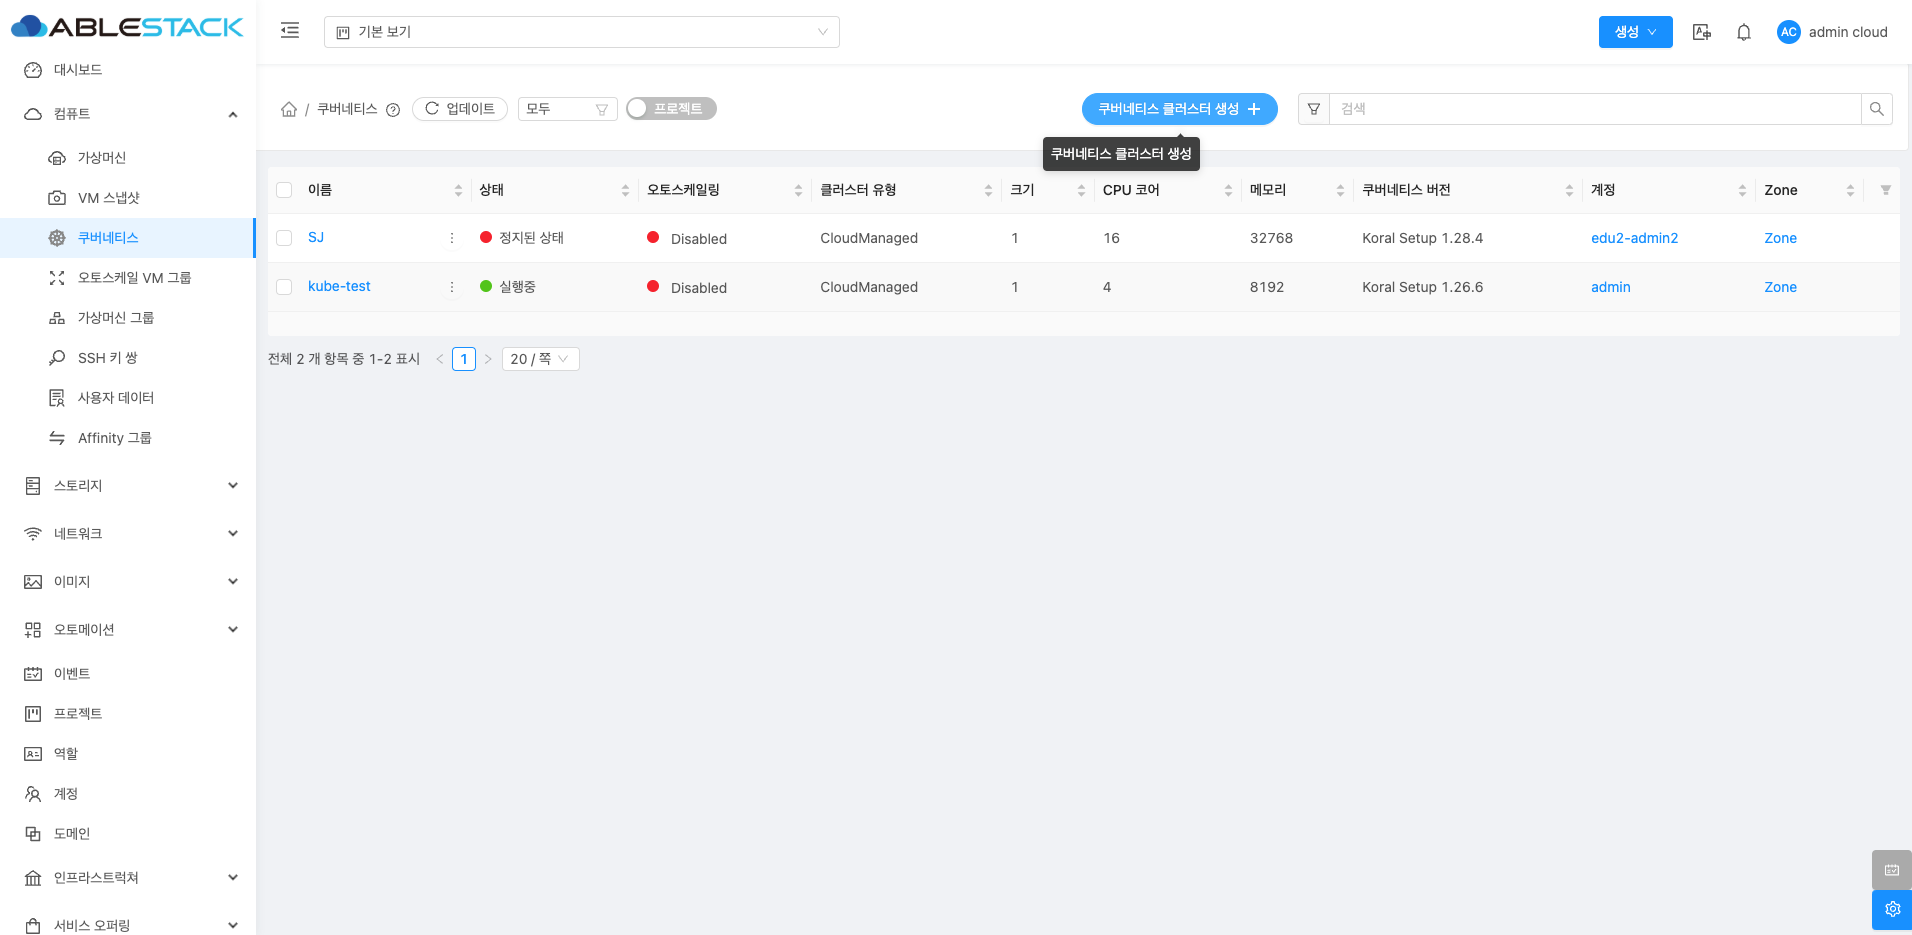 ABLESTACK
기본 보기
생성
AC
admin cloud
대시보드
컴퓨트
가상머신
VM 스냅샷
쿠버네티스
오토스케일 VM 그룹
가상머신 그룹
SSH 키 쌍
사용자 데이터
Affinity 그룹
스토리지
네트워크
이미지
오토메이션
이벤트
프로젝트
역할
계정
도메인
인프라스트럭쳐
서비스 오퍼링
/ 쿠버네티스 업데이트 모두 프로젝트
쿠버네티스 클러스터 생성
검색
쿠버네티스 클러스터 생성
이름 상태 오토스케일링 클러스터 유형 크기 CPU 코어 메모리 쿠버네티스 버전 계정 Zone
SJ 정지된 상태 Disabled CloudManaged 1 16 32768 Koral Setup 1.28.4 edu2-admin2 Zone
kube-test 실행중 Disabled CloudManaged 1 4 8192 Koral Setup 1.26.6 admin Zone
전체 2 개 항목 중 1-2 표시 1 20 / 쪽